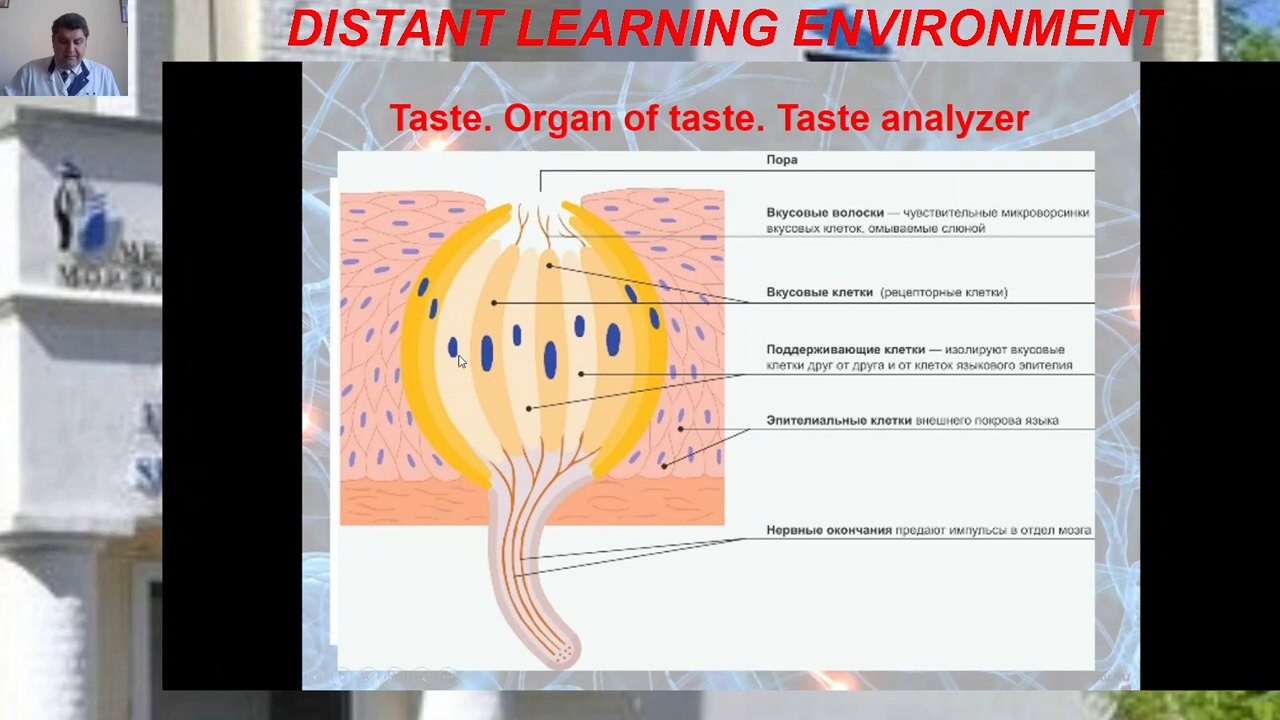 DISTANT LEARNING ENVIRONMENT
Taste. Organ of taste. Taste analyzer
Пора
Вкусовые волоски — чувствительные микроворсинки
вкусовых клеток, омываемые слюной
Вкусовые клетки (рецепторные клетки)
Поддерживающие клетки — изолируют вкусовые
клетки друг от друга и от клеток языкового эпителия
Эпителиальные клетки внешнего покрова языка
Нервные окончания предают импульсы в отдел мозга